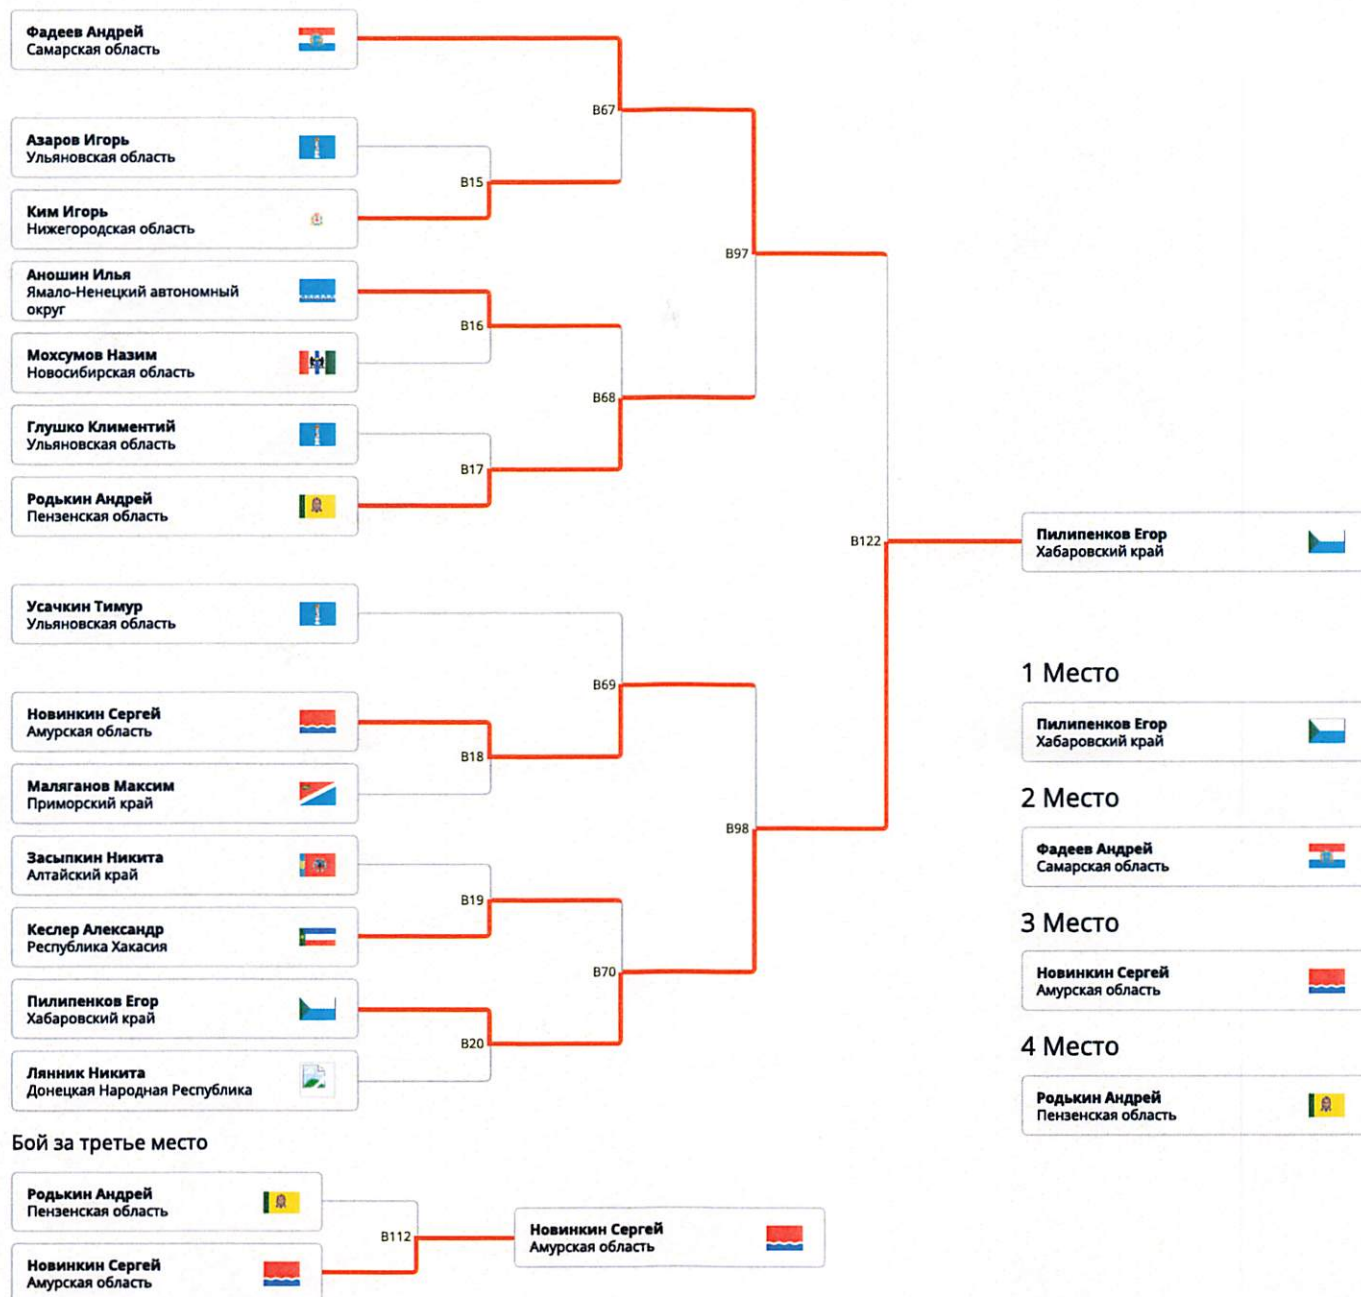 Фадеев Андрей
Самарская область
B67
Азаров Игорь
Ульяновская область
B15
Ким Игорь
Нижегородская область
B97
Аношин Илья
Ямало-Ненецкий автономный
округ
B16
Мохсумов Назим
Новосибирская область
B68
Глушко Климентий
Ульяновская область
B17
Родькин Андрей
Пензенская область
B122
Пилипенков Егор
Хабаровский край
Усачкин Тимур
Ульяновская область
B69
Новинкин Сергей
Амурская область
B18
Маляганов Максим
Приморский край
B98
Засыпкин Никита
Алтайский край
B19
Кеслер Александр
Республика Хакасия
B70
Пилипенков Егор
Хабаровский край
B20
Лянник Никита
Донецкая Народная Республика
1 Место
Пилипенков Егор
Хабаровский край
2 Место
Фадеев Андрей
Самарская область
3 Место
Новинкин Сергей
Амурская область
4 Место
Родькин Андрей
Пензенская область
Бой за третье место
Родькин Андрей
Пензенская область
B112
Новинкин Сергей
Амурская область
Новинкин Сергей
Амурская область